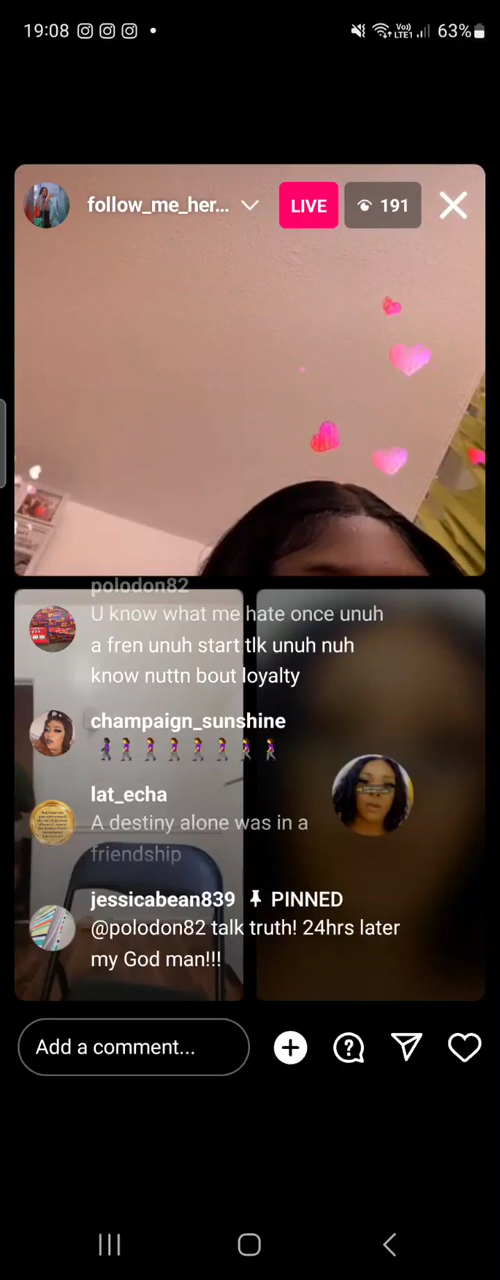 19:08
Vo))
LTE1
63%
follow_me_her...
LIVE
191
polodon82
U know what me hate once unuh
a fren unuh start tlk unuh nuh
know nuttn bout loyalty
champaign_sunshine
lat_echa
A destiny alone was in a
friendship
jessicabean839 PINNED
@polodon82 talk truth! 24hrs later
my God man!!!
Add a comment...